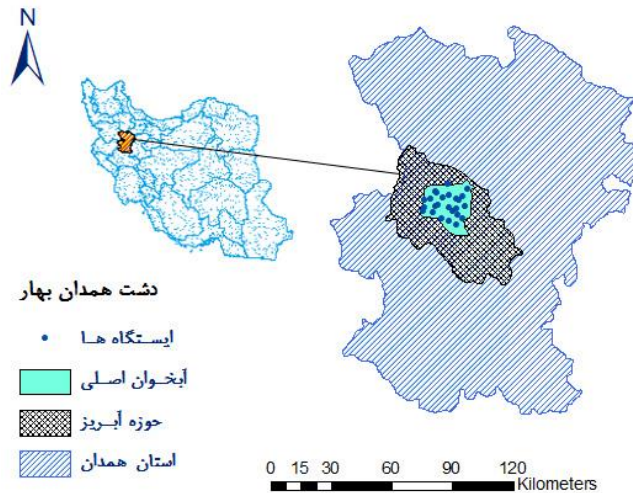 N
دشت همدان بهار
ایستگاه ها
آبخوان اصلی
حوزه آبریز
استان همدان
0 15 30 60 90 120
Kilometers